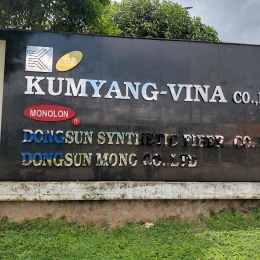 KUMYANG-VINA CO.,
MONOLON ®
DONGSUN SYNTHETIC FIBER CO.
DONGSUN MONO CO.,LTD